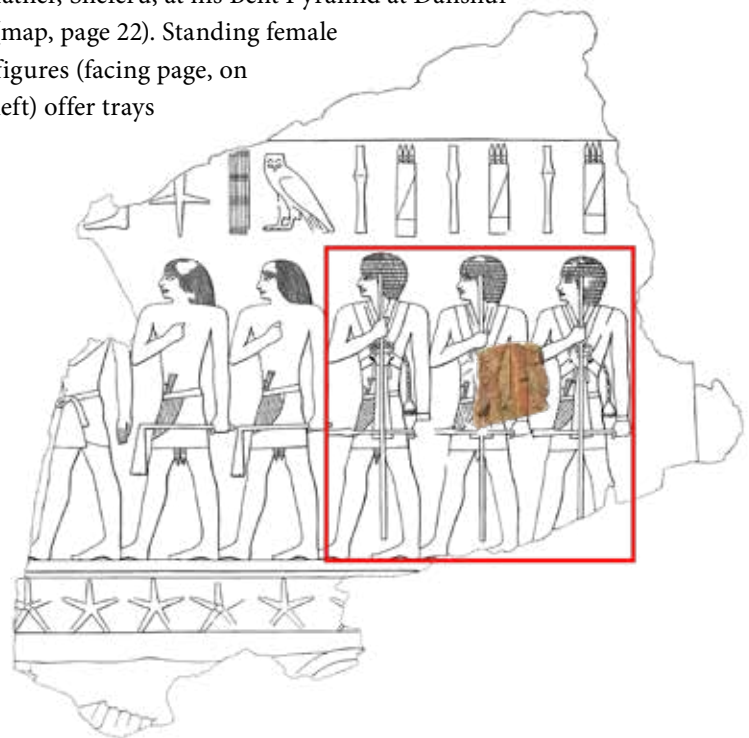 father, Sneferu, at his Bent Pyramid at Dahshur
(map, page 22). Standing female
figures (facing page, on
left) offer trays